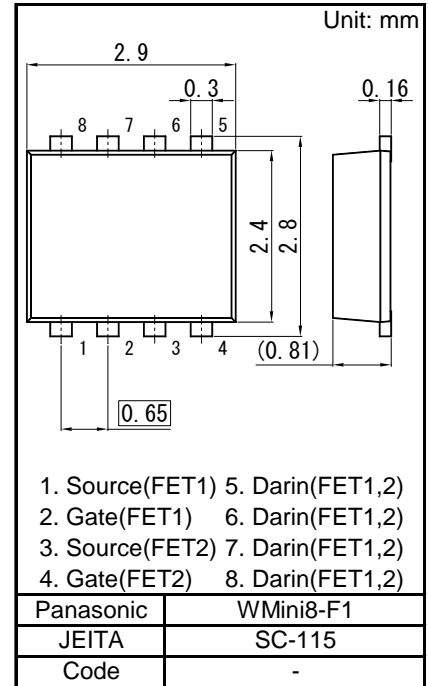 Unit: mm
2.9
0.3
0.16
8 7 6 5
2.4
2.8
1 2 3 4
(0.81)
0.65
1. Source(FET1) 5. Darin(FET1,2)
2. Gate(FET1) 6. Darin(FET1,2)
3. Source(FET2) 7. Darin(FET1,2)
4. Gate(FET2) 8. Darin(FET1,2)
Panasonic WMini8-F1
JEITA SC-115
Code -